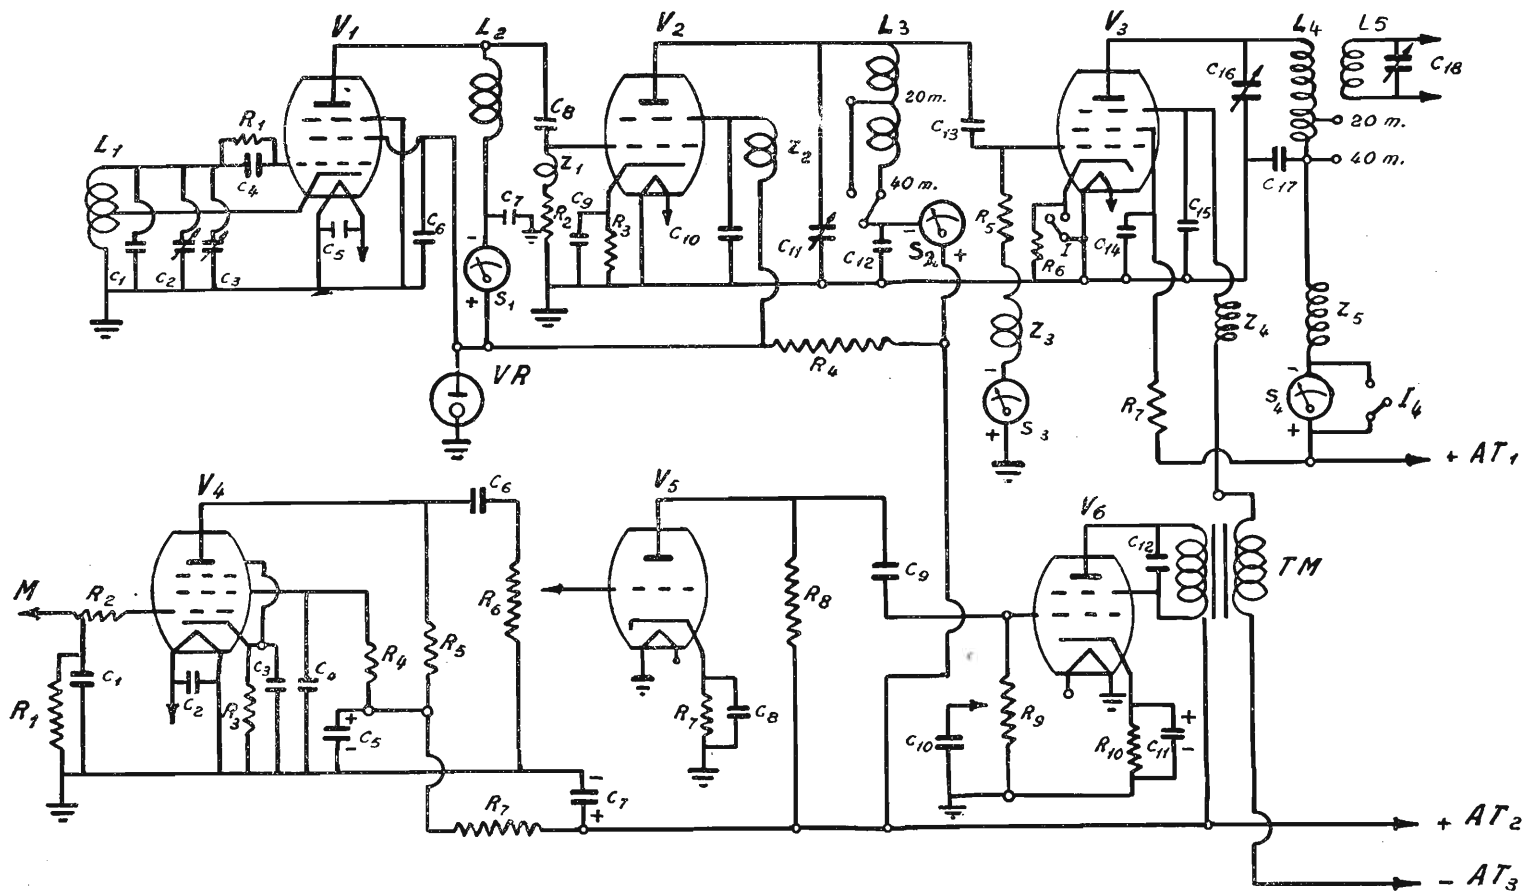 V1
L2
V2
L3
V3
L4
L5
C16
C18
R1
C8
20 m.
C13
20 m.
L1
C4
Z1
Z2
40 m.
40 m.
C17
C7
C9
R2
R3
C10
C11
C12
S2
R5
I
R6
C14
C15
C5
C6
C1
C2
C3
-
+
S1
-
+
Z3
Z4
Z5
VR
R4
-
S3
+
R7
-
S4
+
I4
+ AT1
V4
C6
V5
V6
C12
TM
M
R2
R6
C9
R8
R4
R5
C1
C3
C4
R1
C2
R3
+
C5
-
R7
C8
C10
R9
R10
C11
+
-
-
C7
+
R7
+ AT2
- AT3